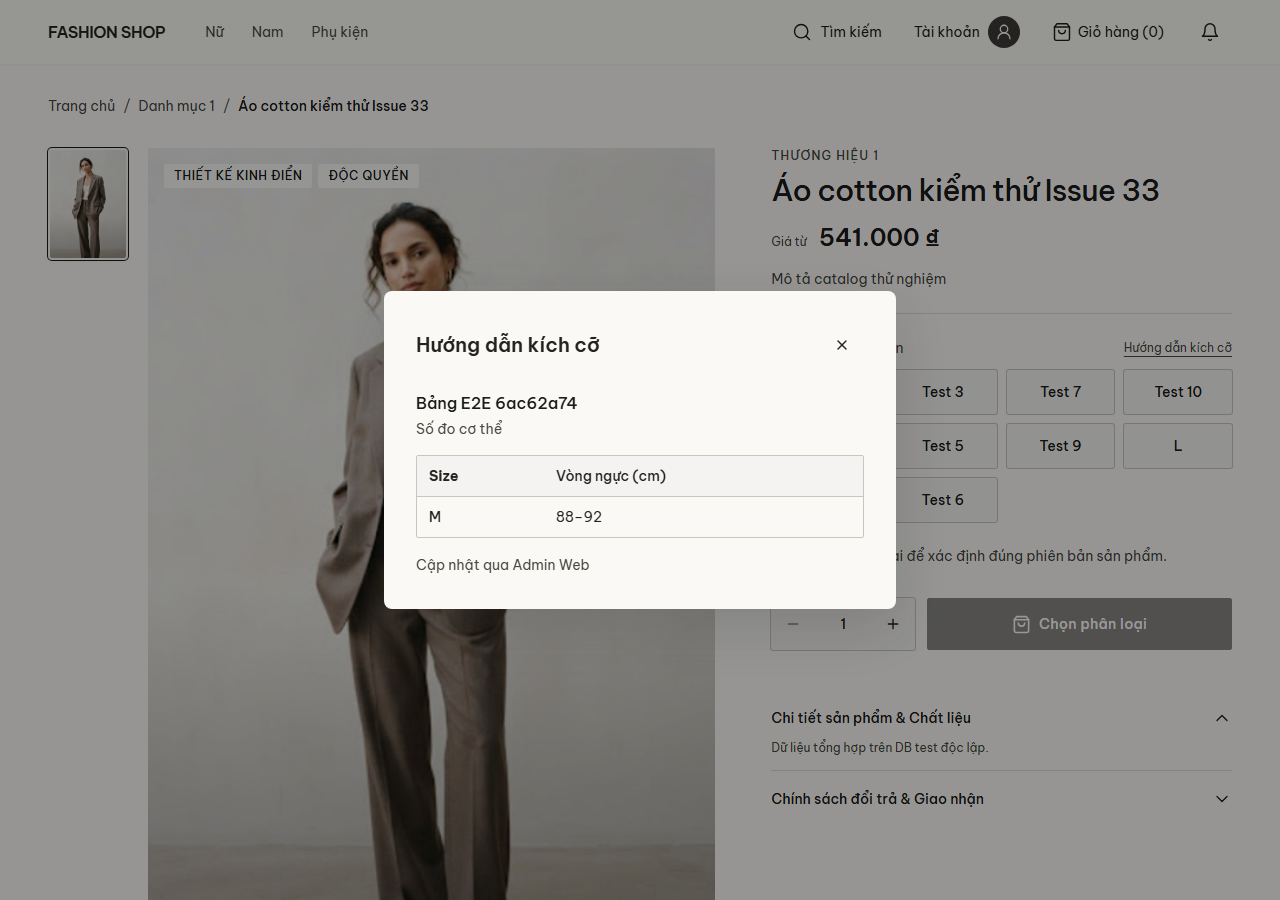 FASHION SHOP
Nữ
Nam
Phụ kiện
Tìm kiếm
Tài khoản
Giỏ hàng (0)
Trang chủ / Danh mục 1 / Áo cotton kiểm thử Issue 33
THIẾT KẾ KINH ĐIỂN
ĐỘC QUYỀN
THƯƠNG HIỆU 1
Áo cotton kiểm thử Issue 33
Giá từ 541.000 ₫
Mô tả catalog thử nghiệm
Hướng dẫn kích cỡ
Test 3
Test 7
Test 10
Test 5
Test 9
L
Test 6
để xác định đúng phiên bản sản phẩm.
− 1 +
Chọn phân loại
Chi tiết sản phẩm & Chất liệu
Dữ liệu tổng hợp trên DB test độc lập.
Chính sách đổi trả & Giao nhận
Hướng dẫn kích cỡ
Bảng E2E 6ac62a74
Số đo cơ thể
Size Vòng ngực (cm)
M 88–92
Cập nhật qua Admin Web